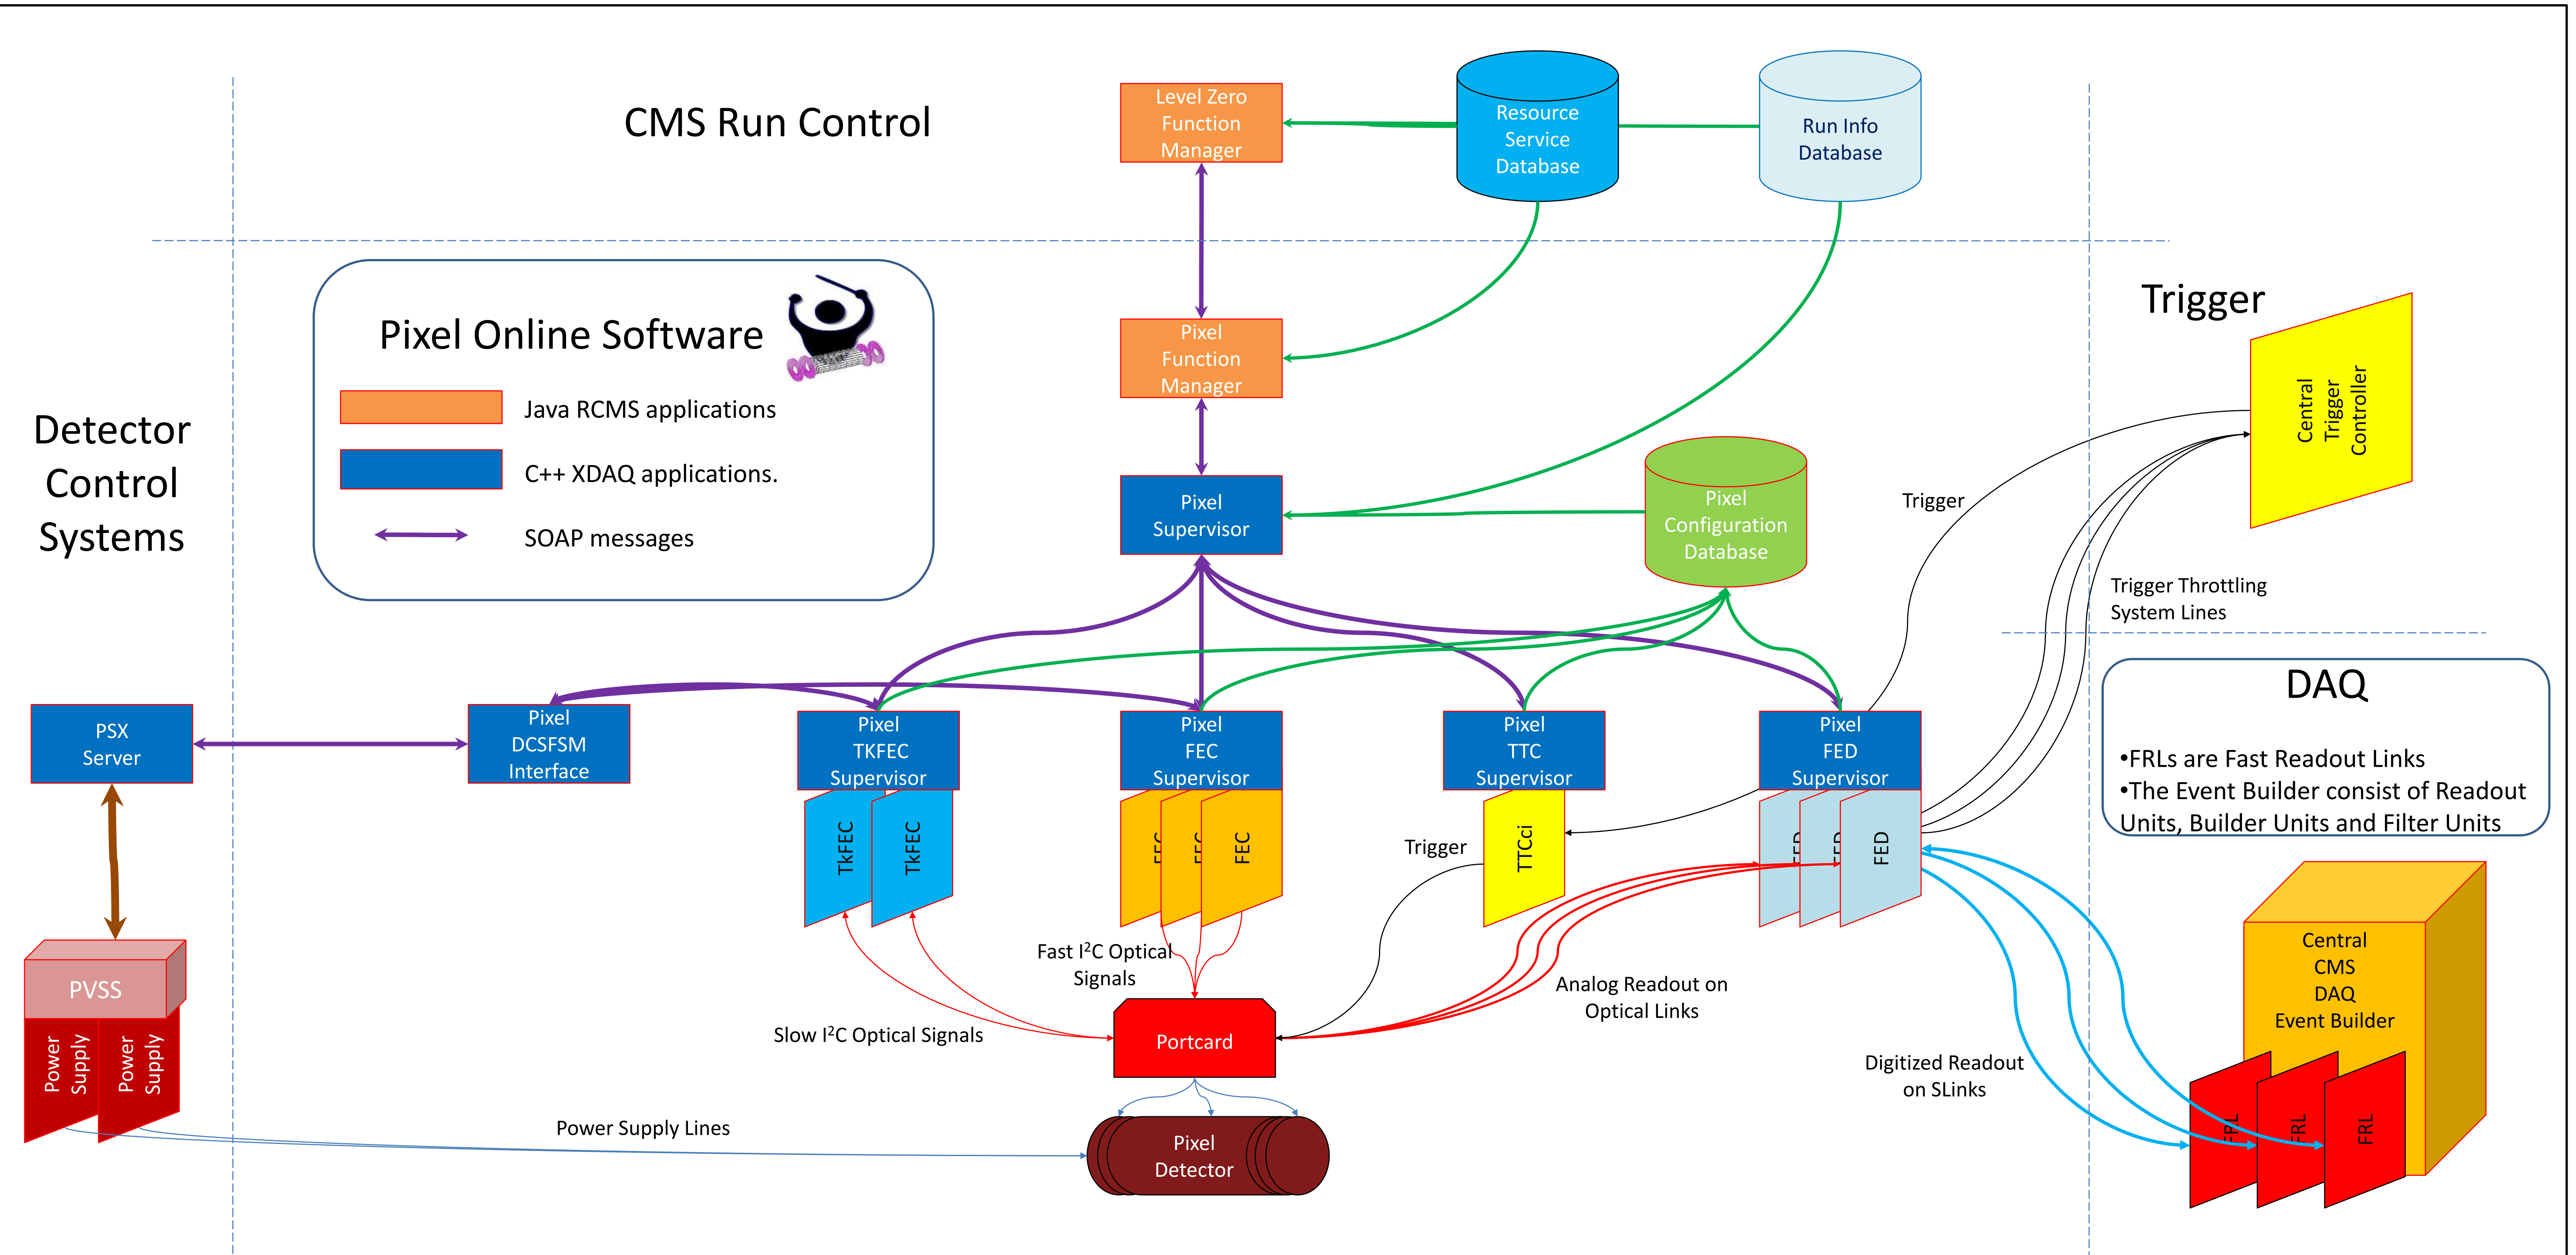 CMS Run Control
Level Zero
Function
Manager
Resource
Service
Database
Run Info
Database
Pixel Online Software
Java RCMS applications
C++ XDAQ applications.
SOAP messages
Pixel
Function
Manager
Trigger
Central
Trigger
Controller
Detector
Control
Systems
Pixel
Supervisor
Pixel
Configuration
Database
Trigger
Trigger Throttling
System Lines
DAQ
•FRLs are Fast Readout Links
•The Event Builder consist of Readout
Units, Builder Units and Filter Units
PSX
Server
Pixel
DCSFSM
Interface
Pixel
TKFEC
Supervisor
Pixel
FEC
Supervisor
Pixel
TTC
Supervisor
Pixel
FED
Supervisor
TkFEC
TkFEC
FEC
FEC
FEC
Trigger
TTCci
FED
FED
FED
PVSS
Power
Supply
Power
Supply
Fast I²C Optical
Signals
Slow I²C Optical Signals
Portcard
Analog Readout on
Optical Links
Digitized Readout
on SLinks
Central
CMS
DAQ
Event Builder
FRL
FRL
FRL
Power Supply Lines
Pixel
Detector